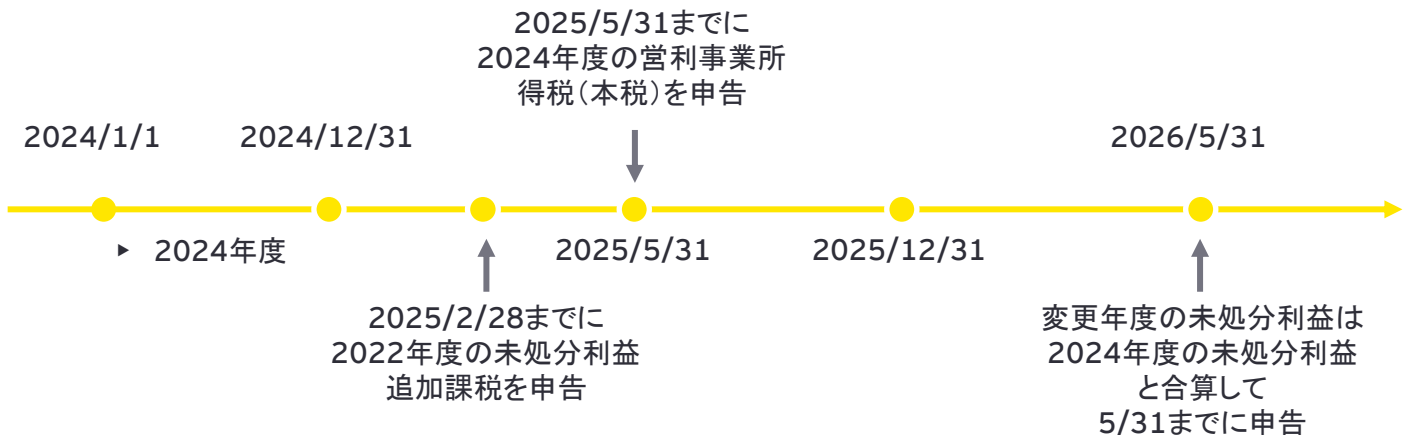 2025/5/31までに
2024年度の営利事業所
得税（本税）を申告
2024/1/1
2024/12/31
2026/5/31
▶ 2024年度
2025/5/31
2025/12/31
2025/2/28までに
2022年度の未処分利益
追加課税を申告
変更年度の未処分利益は
2024年度の未処分利益
と合算して
5/31までに申告